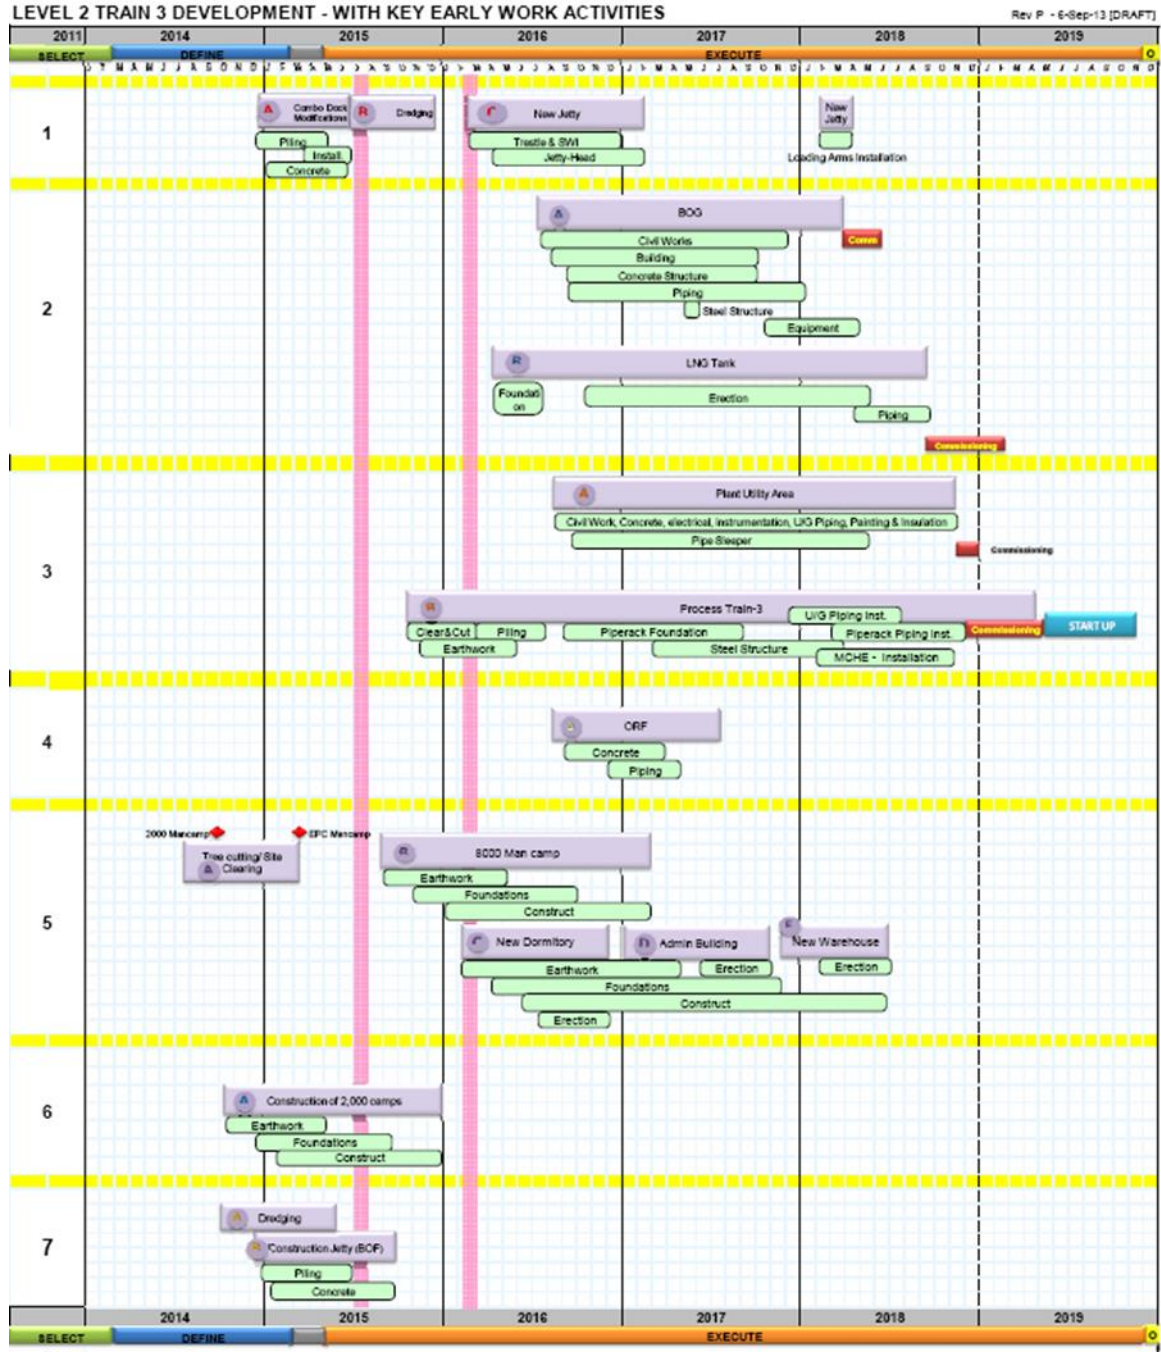 LEVEL 2 TRAIN 3 DEVELOPMENT - WITH KEY EARLY WORK ACTIVITIES
Rev P - 6-Sep-13 [DRAFT]
2011 2014 2015 2016 2017 2018 2019
SELECT DEFINE EXECUTE O
1
A Combo Dock Modifications
B Dredging
C New Jetty
New Jetty
Piling
Install.
Concrete
Trestle & SWI
Jetty-Head
Loading Arms Installation
2
A BOG
Civil Works
Comm
Building
Concrete Structure
Piping
Steel Structure
Equipment
B LNG Tank
Foundati
on
Erection
Piping
Commissioning
3
A Plant Utility Area
Civil Work, Concrete, electrical, instrumentation, U/G Piping, Painting & Insulation
Pipe Sleeper
Commissioning
B Process Train-3
U/G Piping Inst.
Clear&Cut
Piling
Piperack Foundation
Piperack Piping Inst.
Commissioning
START UP
Earthwork
Steel Structure
MCHE - Installation
4
A ORF
Concrete
Piping
5
2000 Mancamp
EPC Mancamp
Tree cutting/ Site
A Clearing
B 8000 Man camp
Earthwork
Foundations
Construct
C New Dormitory
D Admin Building
New Warehouse
Earthwork
Erection
Erection
Foundations
Construct
Erection
6
A Construction of 2,000 camps
Earthwork
Foundations
Construct
7
A Dredging
B Construction Jetty (BOF)
Piling
Concrete
2014 2015 2016 2017 2018 2019
SELECT DEFINE EXECUTE O